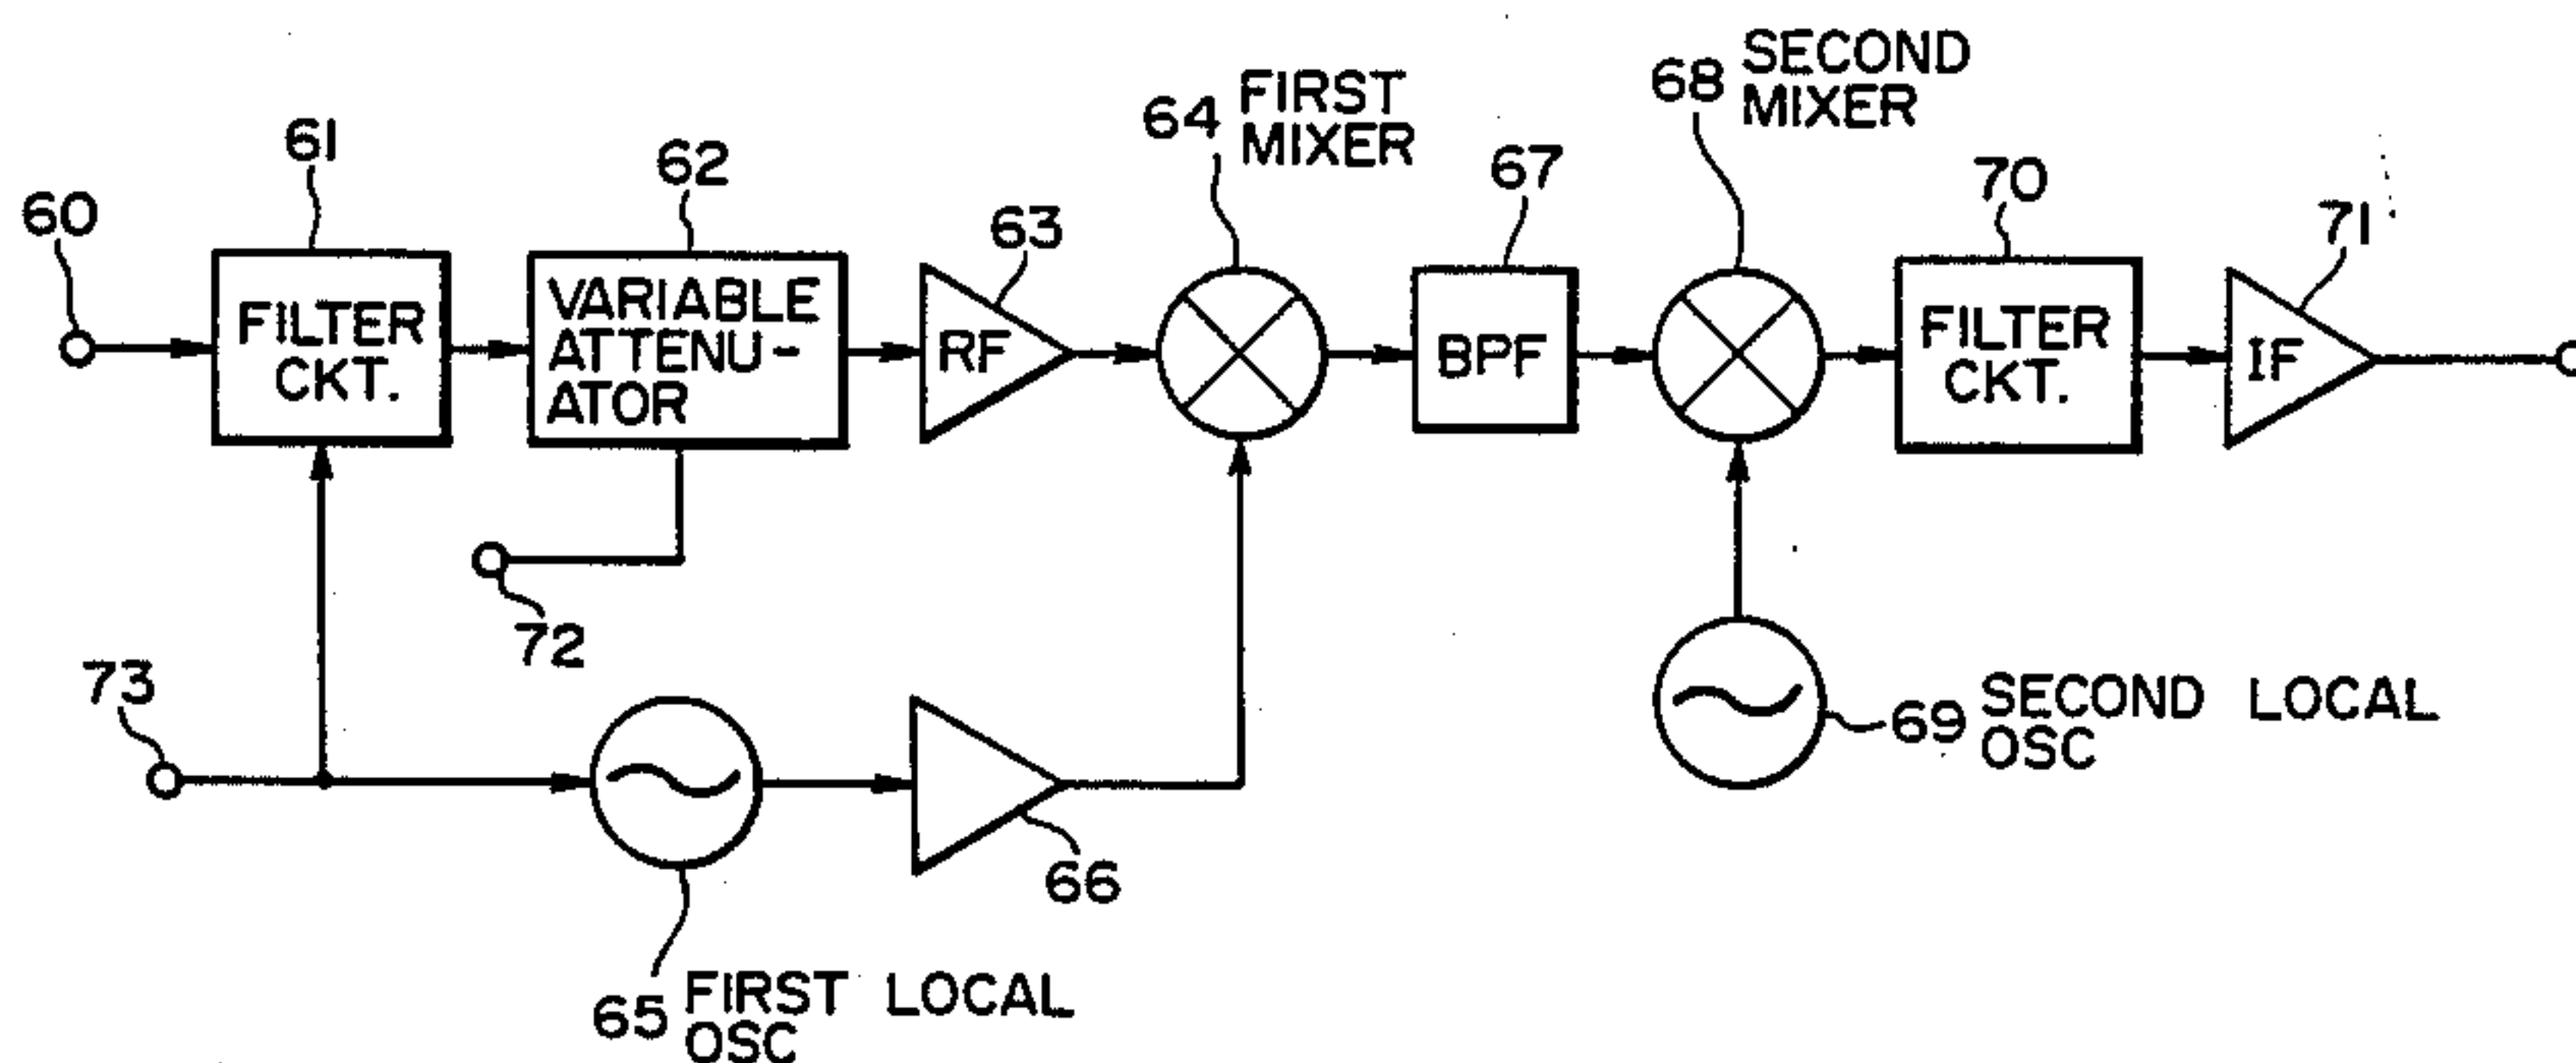 60
61
FILTER
CKT.
62
VARIABLE
ATTENU-
ATOR
63
RF
64
FIRST
MIXER
67
BPF
68
SECOND
MIXER
70
FILTER
CKT.
71
IF
72
73
65
FIRST LOCAL
OSC
66
69
SECOND LOCAL
OSC